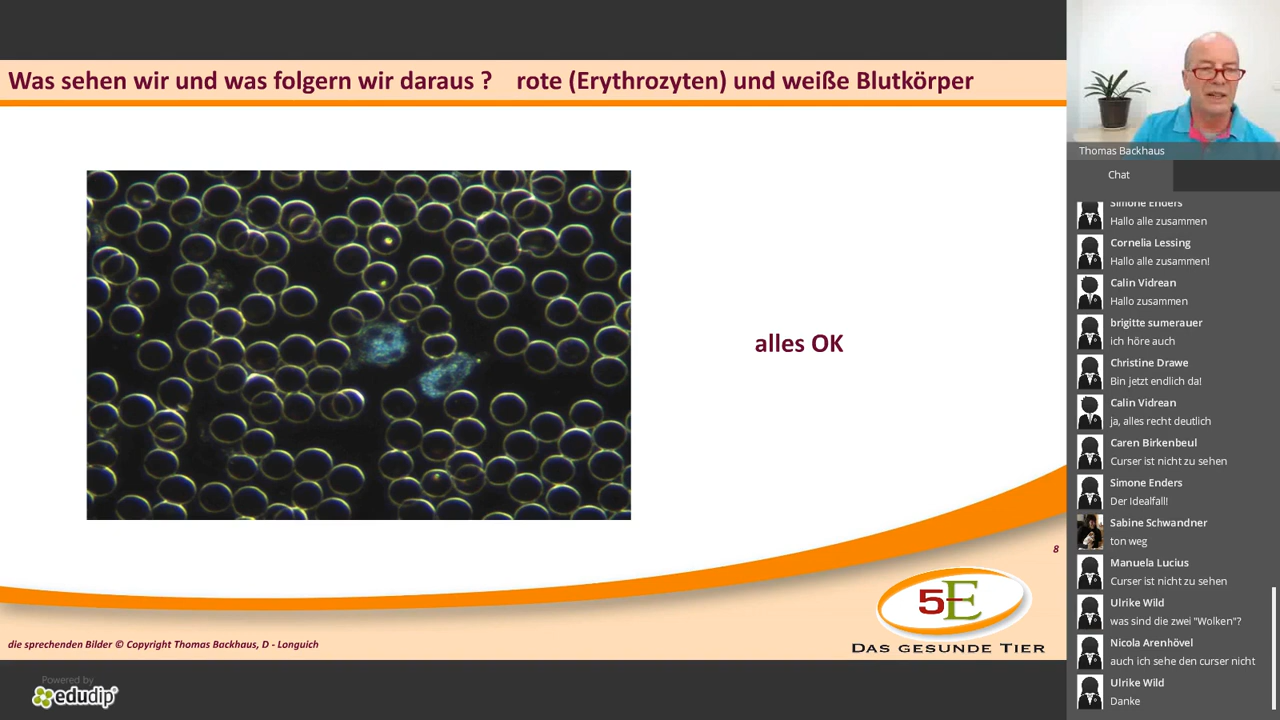 Was sehen wir und was folgern wir daraus ? rote (Erythrozyten) und weiße Blutkörper
alles OK
8
5E
DAS GESUNDE TIER
die sprechenden Bilder © Copyright Thomas Backhaus, D - Longuich
Powered by
edudip
Thomas Backhaus
Chat
Simone Enders
Hallo alle zusammen
Cornelia Lessing
Hallo alle zusammen!
Calin Vidrean
Hallo zusammen
brigitte sumerauer
ich höre auch
Christine Drawe
Bin jetzt endlich da!
Calin Vidrean
ja, alles recht deutlich
Caren Birkenbeul
Curser ist nicht zu sehen
Simone Enders
Der Idealfall!
Sabine Schwandner
ton weg
Manuela Lucius
Curser ist nicht zu sehen
Ulrike Wild
was sind die zwei "Wolken"?
Nicola Arenhövel
auch ich sehe den curser nicht
Ulrike Wild
Danke